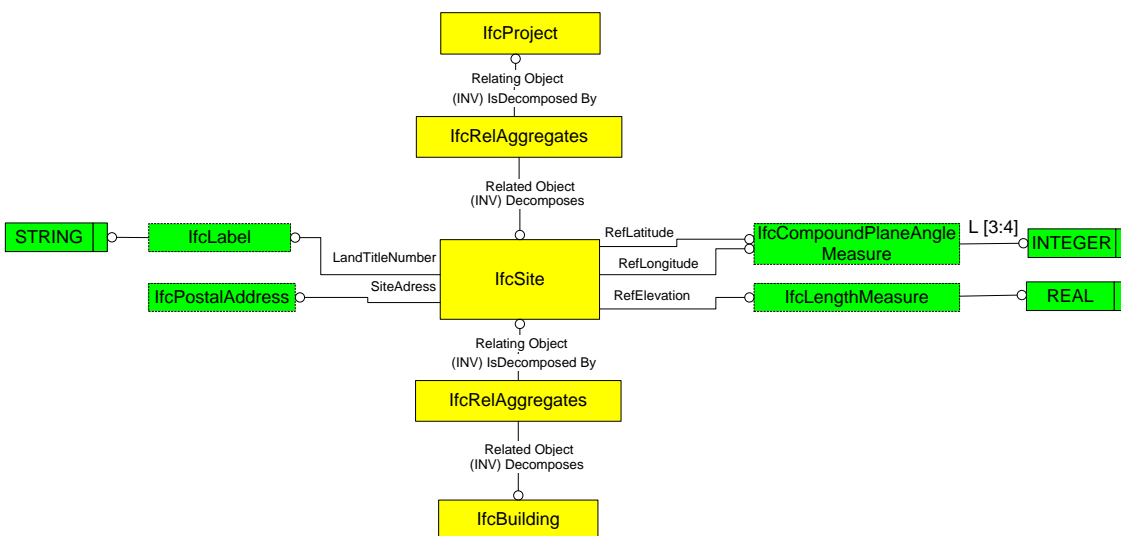 IfcProject
Relating Object
(INV) IsDecomposed By
IfcRelAggregates
Related Object
(INV) Decomposes
STRING
IfcLabel
LandTitleNumber
SiteAdress
IfcPostalAddress
IfcSite
RefLatitude
RefLongitude
RefElevation
IfcCompoundPlaneAngle
Measure
L [3:4]
INTEGER
IfcLengthMeasure
REAL
Relating Object
(INV) IsDecomposed By
IfcRelAggregates
Related Object
(INV) Decomposes
IfcBuilding